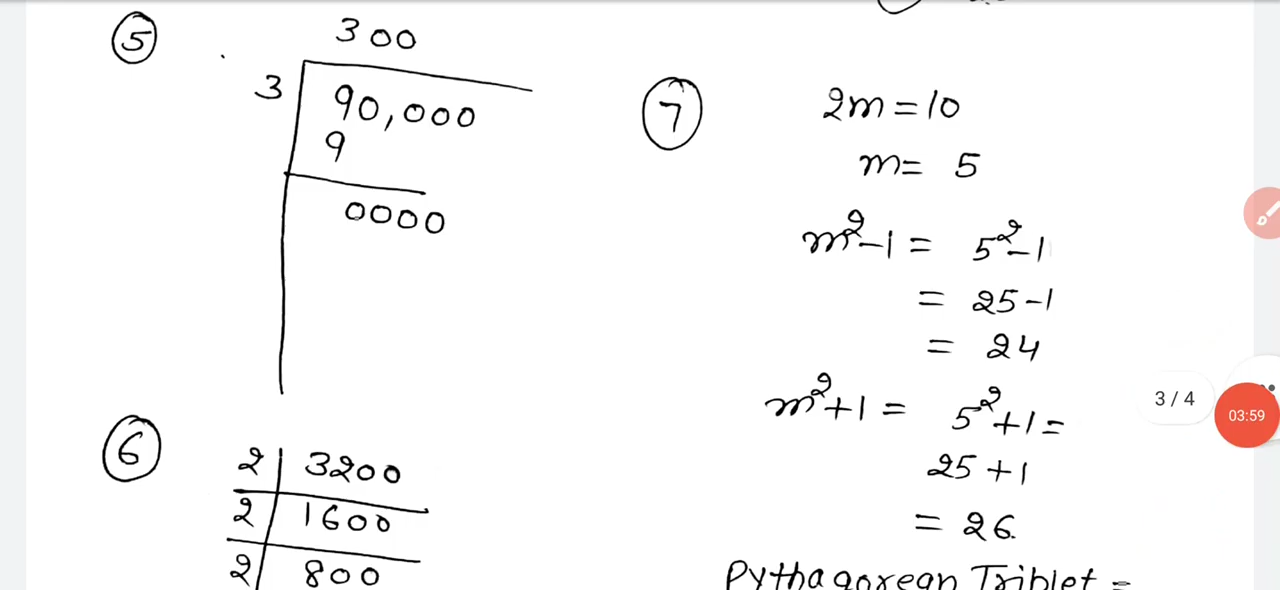 5
300
3 90,000
9
0000
6
2 3200
2 1600
2 800
7
2m = 10
m = 5
m²-1 = 5²-1
= 25-1
= 24
m²+1 = 5²+1 =
25+1
= 26.
Pythagorean Triblet =
3 / 4
03:59